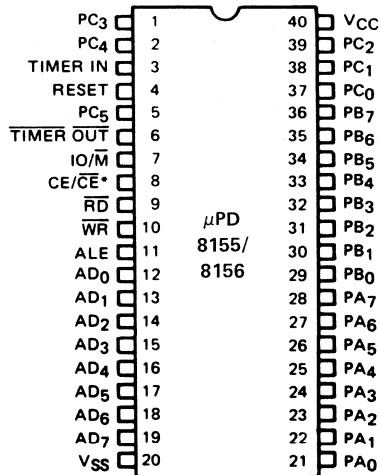 PC3 1 40 VCC
PC4 2 39 PC2
TIMER IN 3 38 PC1
RESET 4 37 PC0
PC5 5 36 PB7
TIMER OUT 6 35 PB6
IO/M 7 34 PB5
CE/CE* 8 33 PB4
RD 9 32 PB3
WR 10 μPD 31 PB2
ALE 11 8155/ 30 PB1
AD0 12 8156 29 PB0
AD1 13 28 PA7
AD2 14 27 PA6
AD3 15 26 PA5
AD4 16 25 PA4
AD5 17 24 PA3
AD6 18 23 PA2
AD7 19 22 PA1
VSS 20 21 PA0